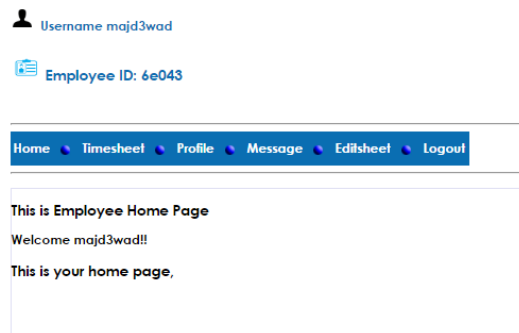 Username majd3wad
Employee ID: 6e043
Home Timesheet Profile Message Editsheet Logout
This is Employee Home Page
Welcome majd3wad!!
This is your home page,